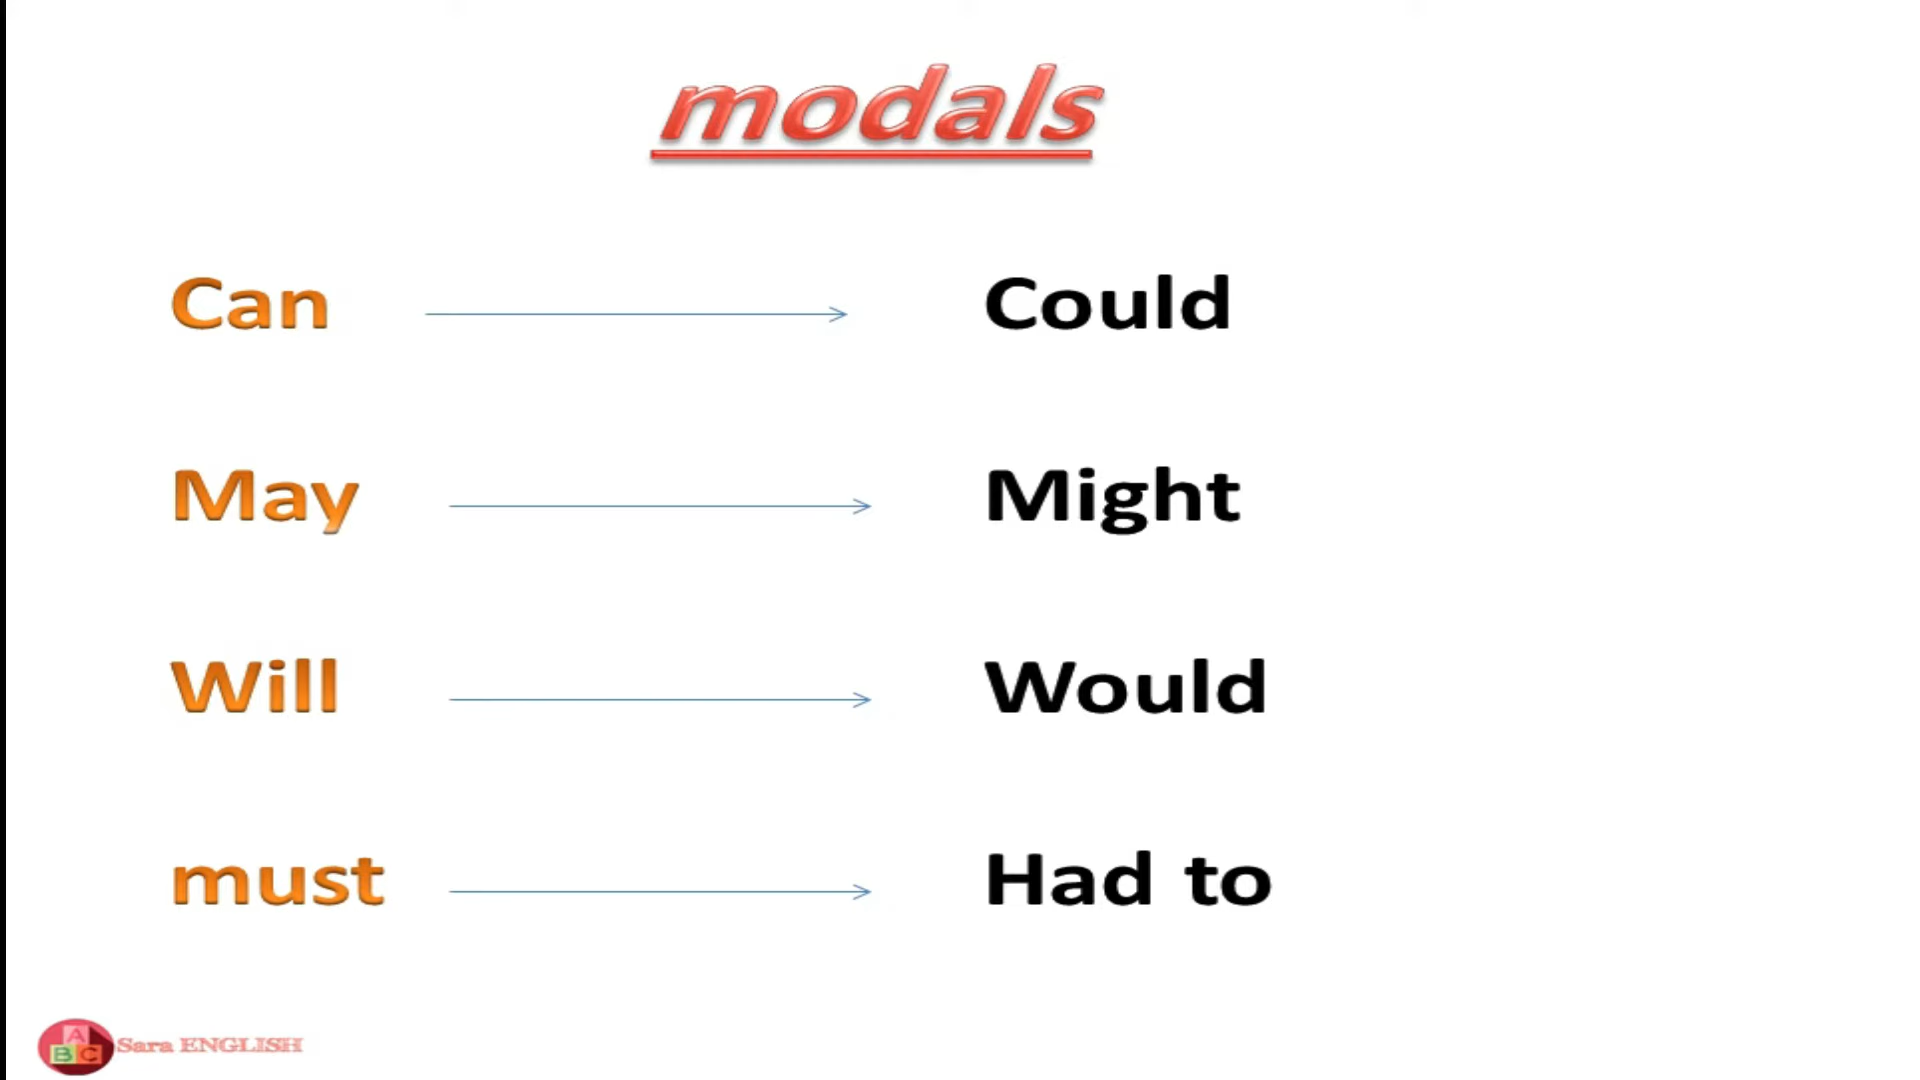 modals
Can Could
May Might
Will Would
must Had to
A
B C
Sara ENGLISH